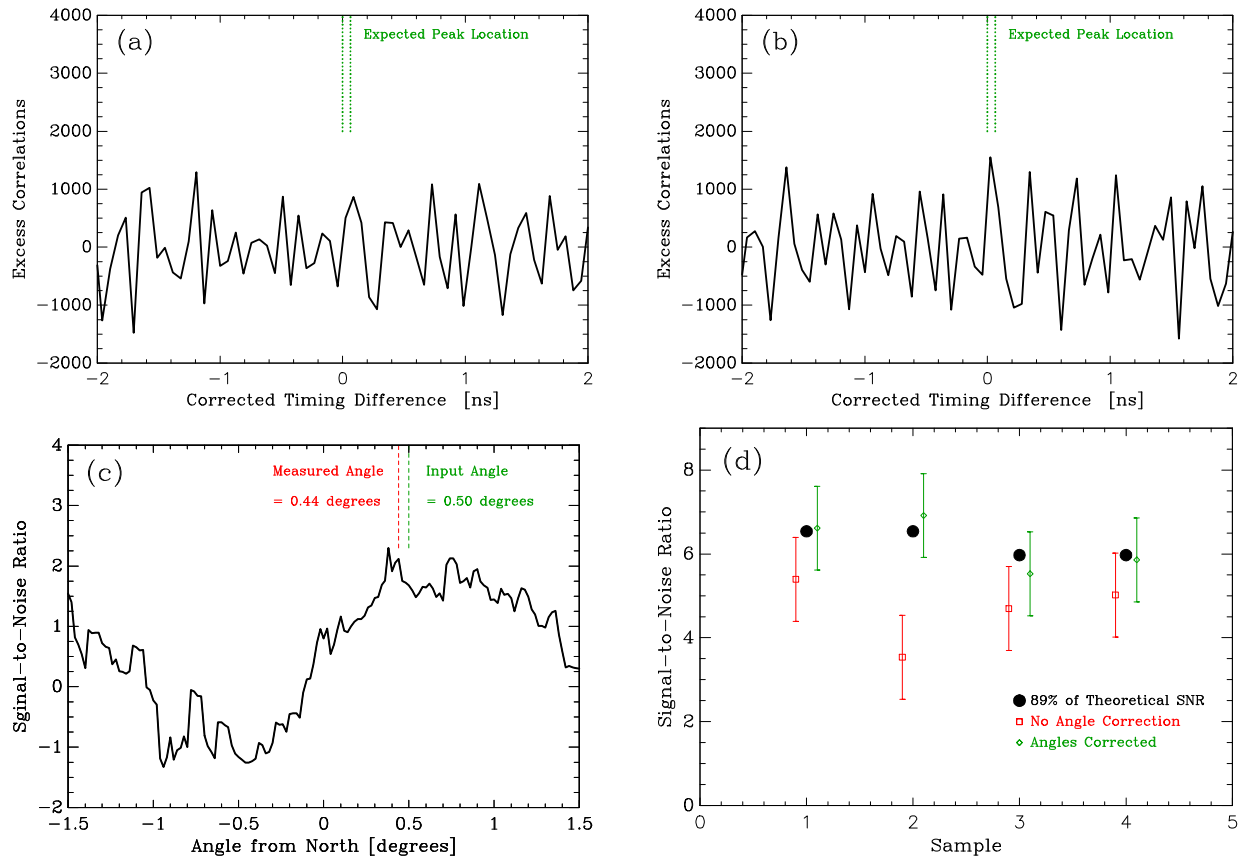 (a)
Expected Peak Location
4000
3000
2000
1000
0
−1000
−2000
Excess Correlations
−2
−1
0
1
2
Corrected Timing Difference [ns]
(b)
Expected Peak Location
4000
3000
2000
1000
0
−1000
−2000
Excess Correlations
−2
−1
0
1
2
Corrected Timing Difference [ns]
(c)
Measured Angle
= 0.44 degrees
Input Angle
= 0.50 degrees
4
3
2
1
0
−1
−2
Sginal−to−Noise Ratio
−1.5
−1
−0.5
0
0.5
1
1.5
Angle from North [degrees]
(d)
8
6
4
2
0
Signal−to−Noise Ratio
89% of Theoretical SNR
No Angle Correction
Angles Corrected
0
1
2
3
4
5
Sample